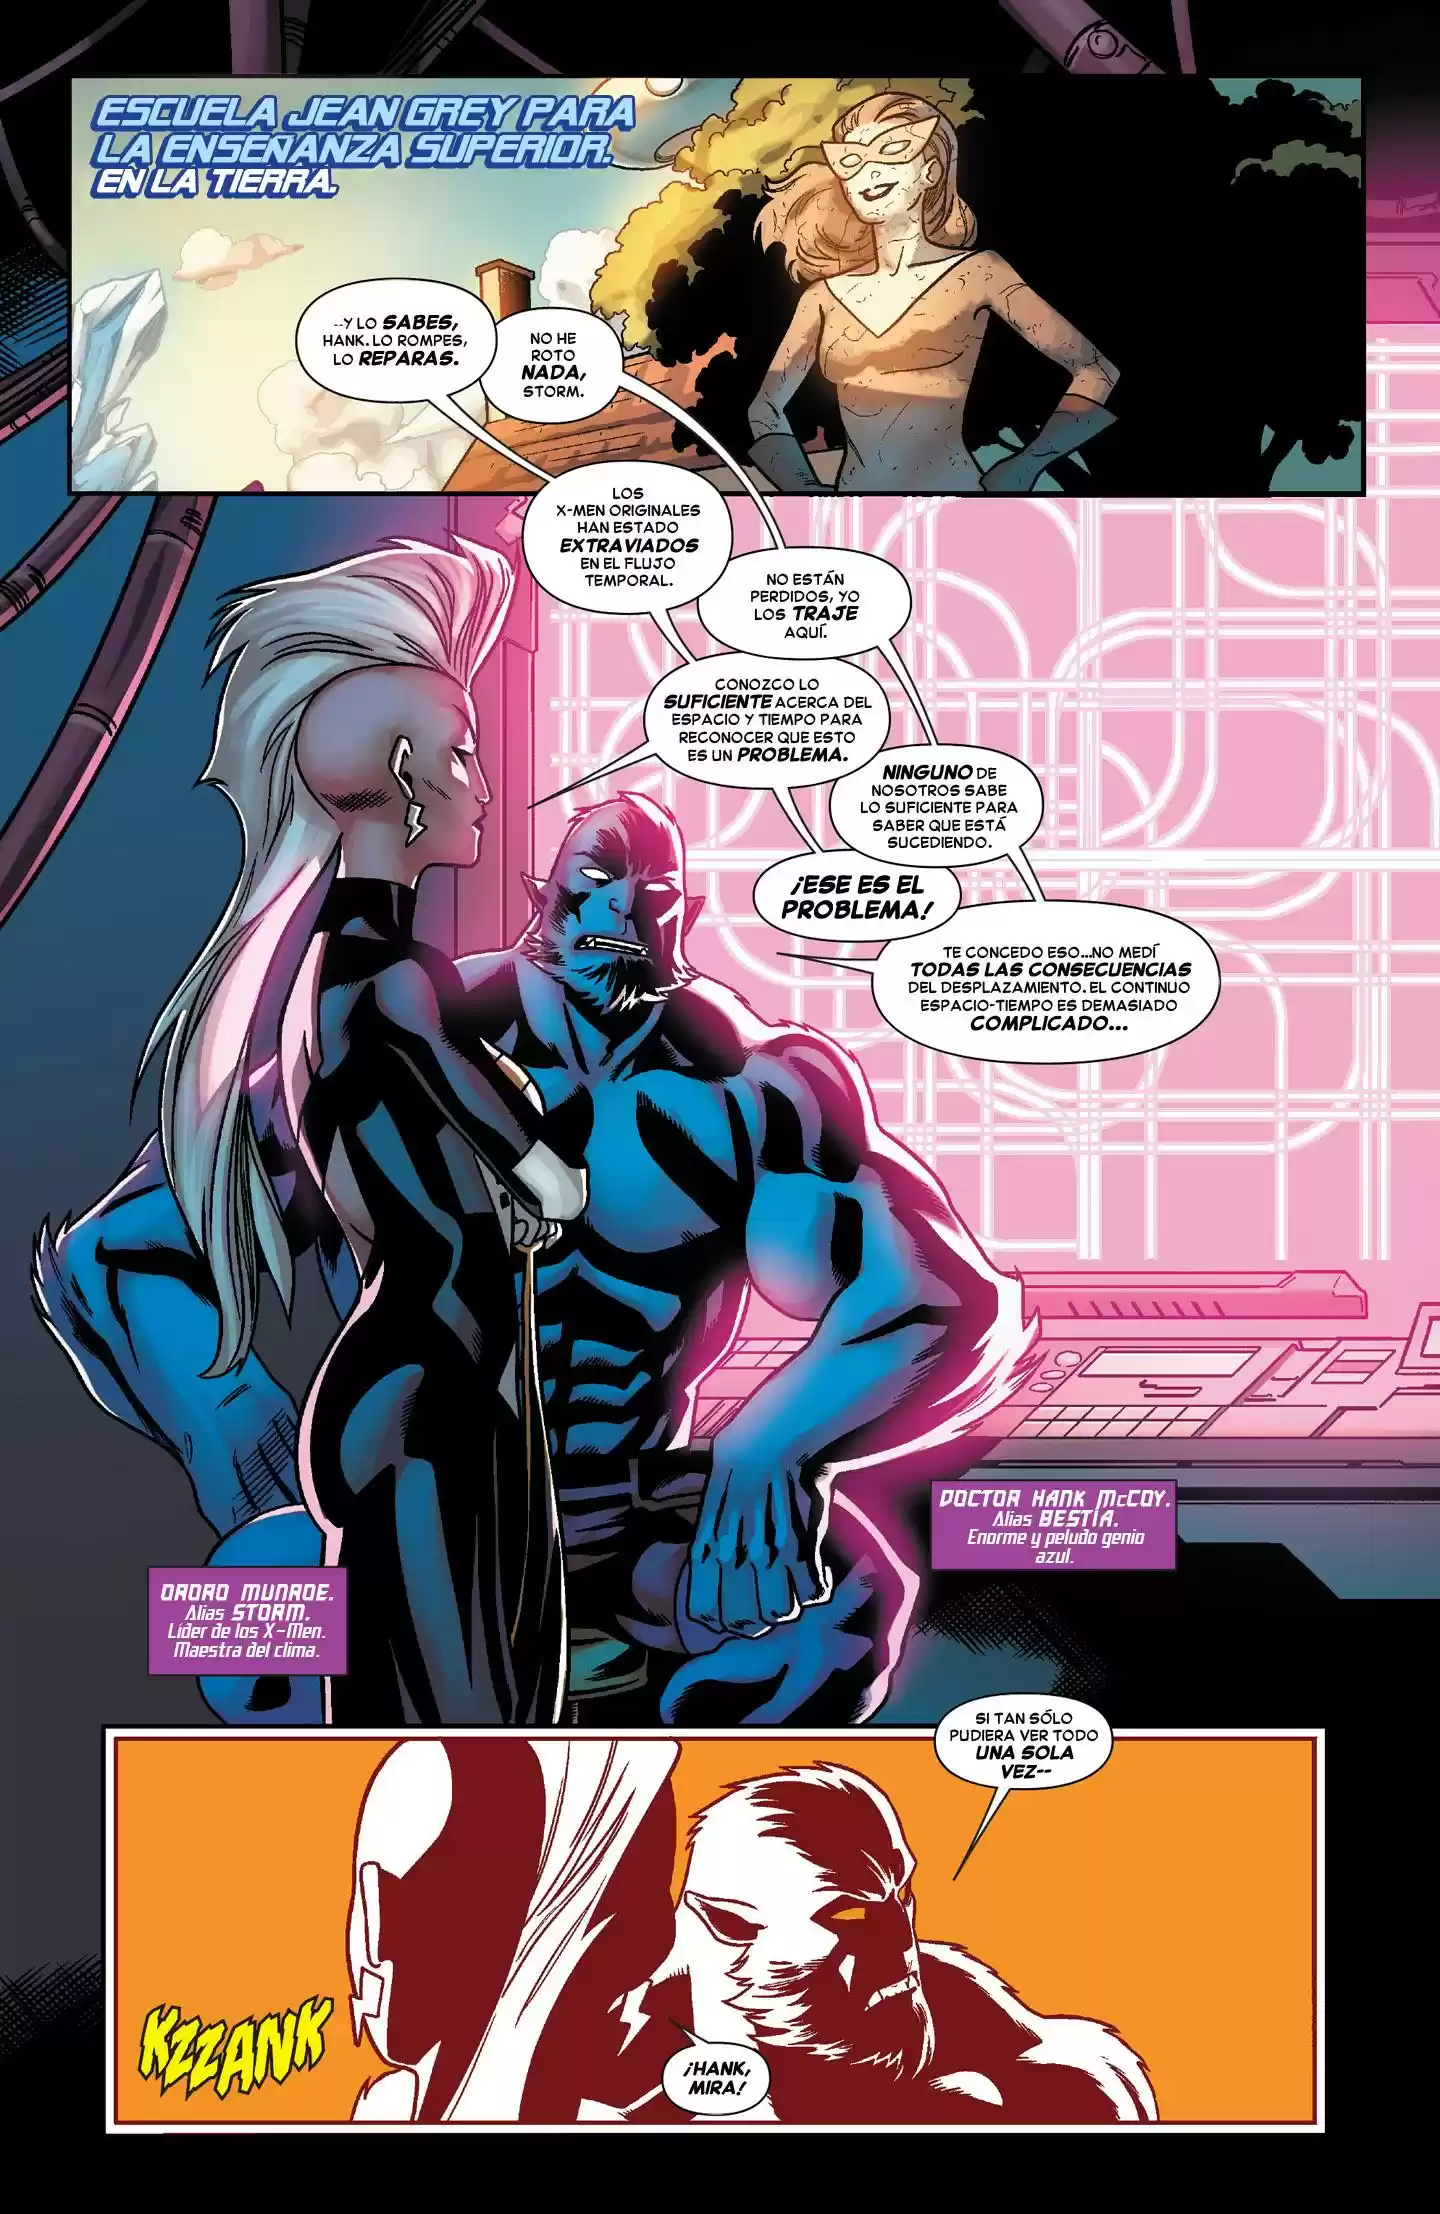 ESCUELA JEAN GREY PARA
LA ENSEÑANZA SUPERIOR.
EN LA TIERRA.
--Y LO SABES,
HANK. LO ROMPES,
LO REPARAS.
NO HE
ROTO
NADA,
STORM.
LOS
X-MEN ORIGINALES
HAN ESTADO
EXTRAVIADOS
EN EL FLUJO
TEMPORAL.
NO ESTÁN
PERDIDOS, YO
LOS TRAJE
AQUÍ.
CONOZCO LO
SUFICIENTE ACERCA DEL
ESPACIO Y TIEMPO PARA
RECONOCER QUE ESTO
ES UN PROBLEMA.
NINGUNO DE
NOSOTROS SABE
LO SUFICIENTE PARA
SABER QUE ESTÁ
SUCEDIENDO.
¡ESE ES EL
PROBLEMA!
TE CONCEDO ESO...NO MEDÍ
TODAS LAS CONSECUENCIAS
DEL DESPLAZAMIENTO. EL CONTINUO
ESPACIO-TIEMPO ES DEMASIADO
COMPLICADO...
DOCTOR HANK McCOY.
Alias BESTIA.
Enorme y peludo genio
azul.
ORORO MUNROE.
Alias STORM.
Líder de los X-Men.
Maestra del clima.
SI TAN SÓLO
PUDIERA VER TODO
UNA SOLA
VEZ--
KZZZANK
¡HANK,
MIRA!